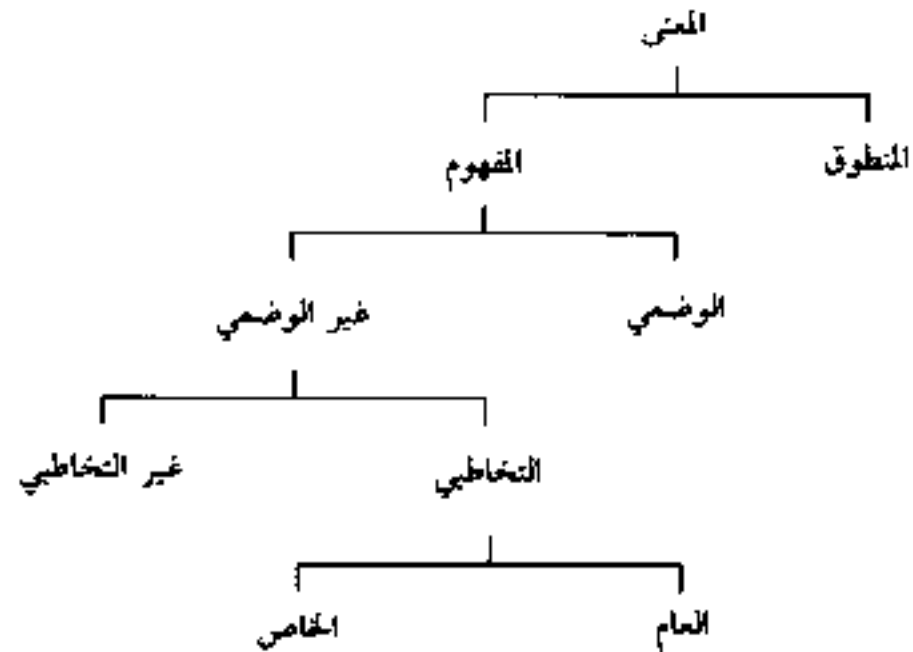 المعنى
المنطوق المفهوم
الوضعي غير الوضعي
التخاطبي غير التخاطبي
العام الخاص